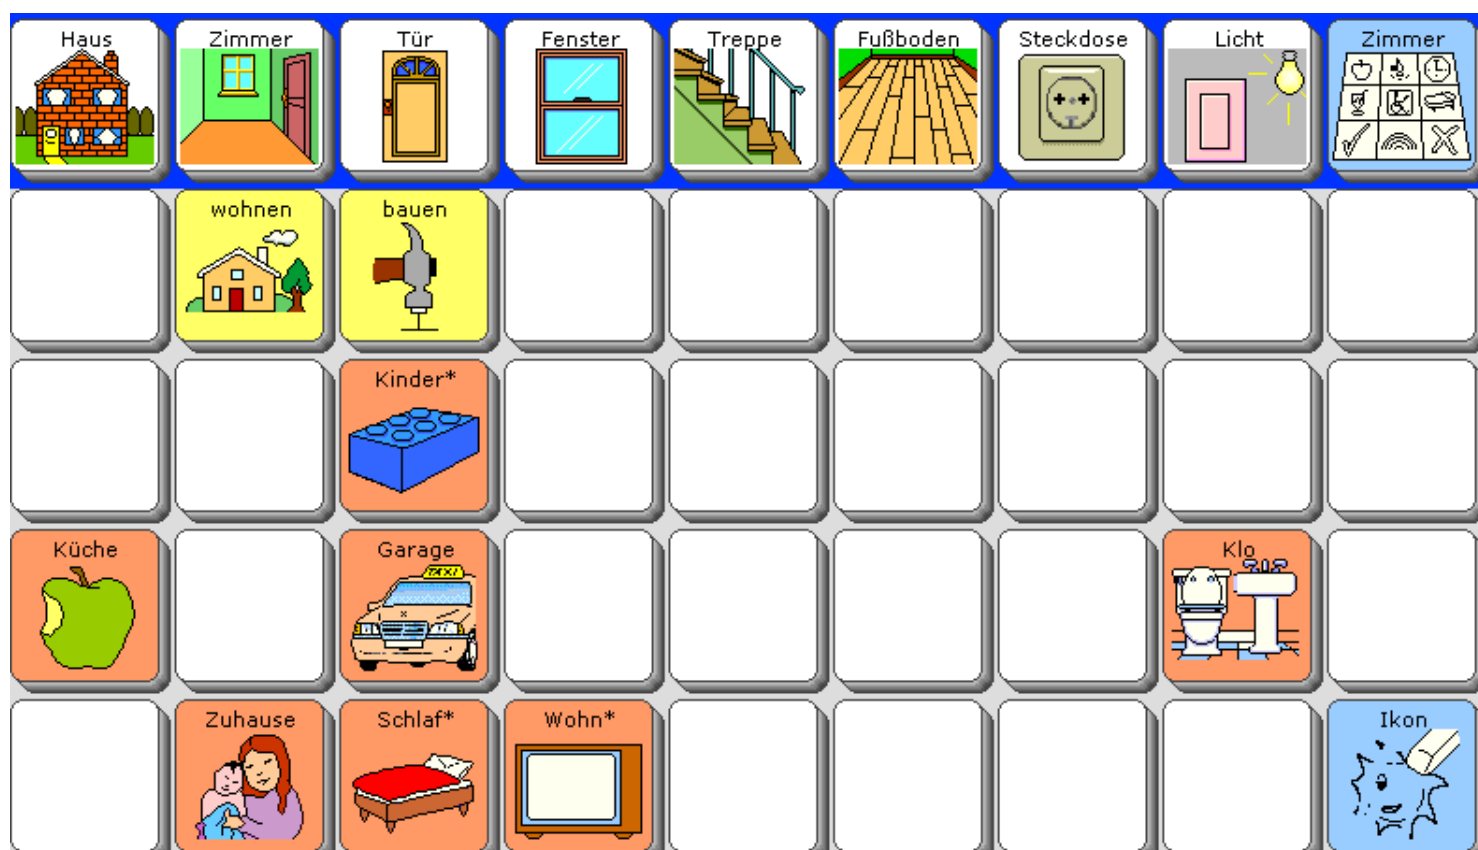 Haus
Zimmer
Tür
Fenster
Treppe
Fußboden
Steckdose
Licht
Zimmer
wohnen
bauen
Kinder*
Küche
Garage
TAXI
Klo
Zuhause
Schlaf*
Wohn*
Ikon